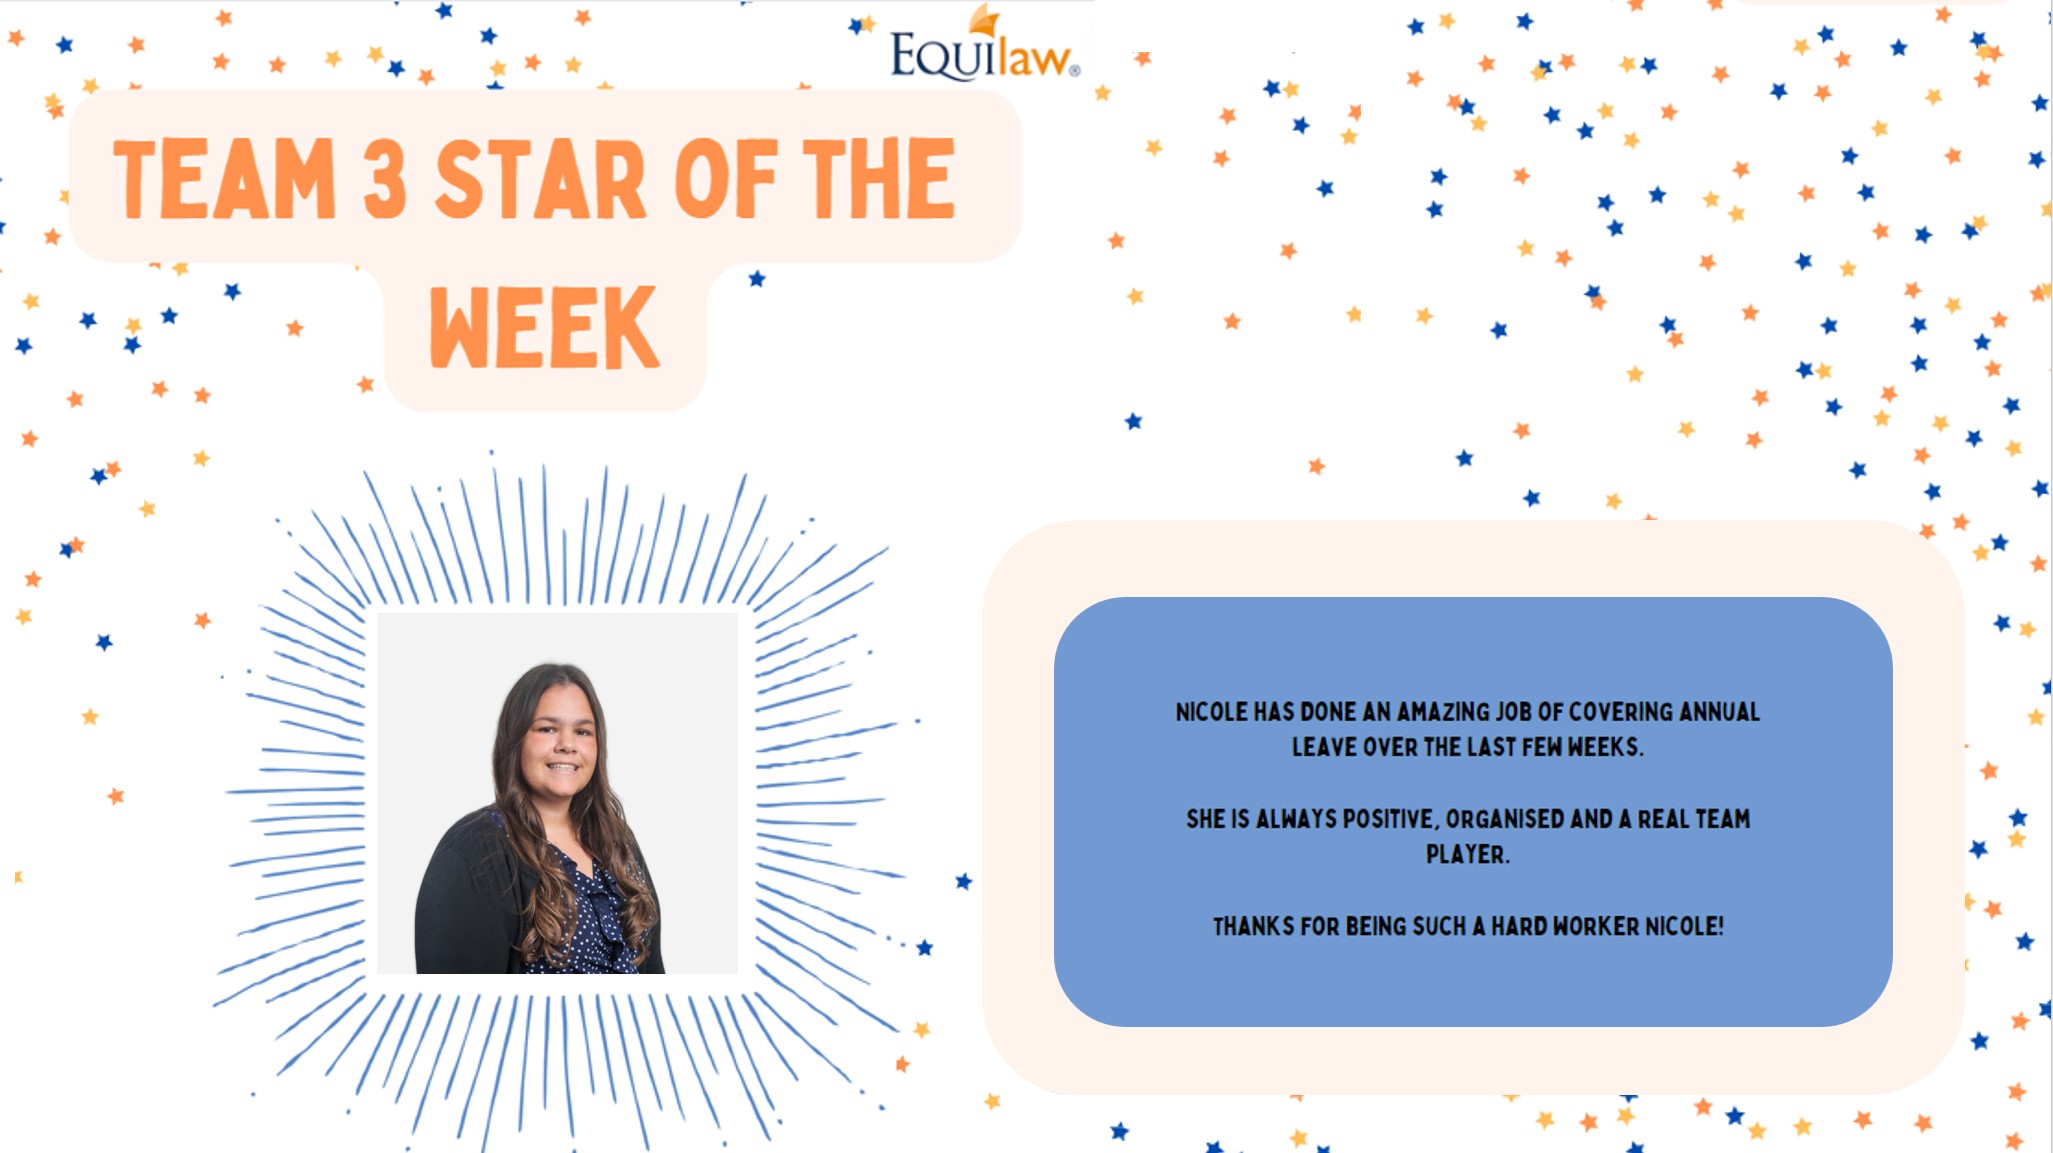 EQUIlaw®
TEAM 3 STAR OF THE
WEEK
NICOLE HAS DONE AN AMAZING JOB OF COVERING ANNUAL
LEAVE OVER THE LAST FEW WEEKS.
SHE IS ALWAYS POSITIVE, ORGANISED AND A REAL TEAM
PLAYER.
THANKS FOR BEING SUCH A HARD WORKER NICOLE!